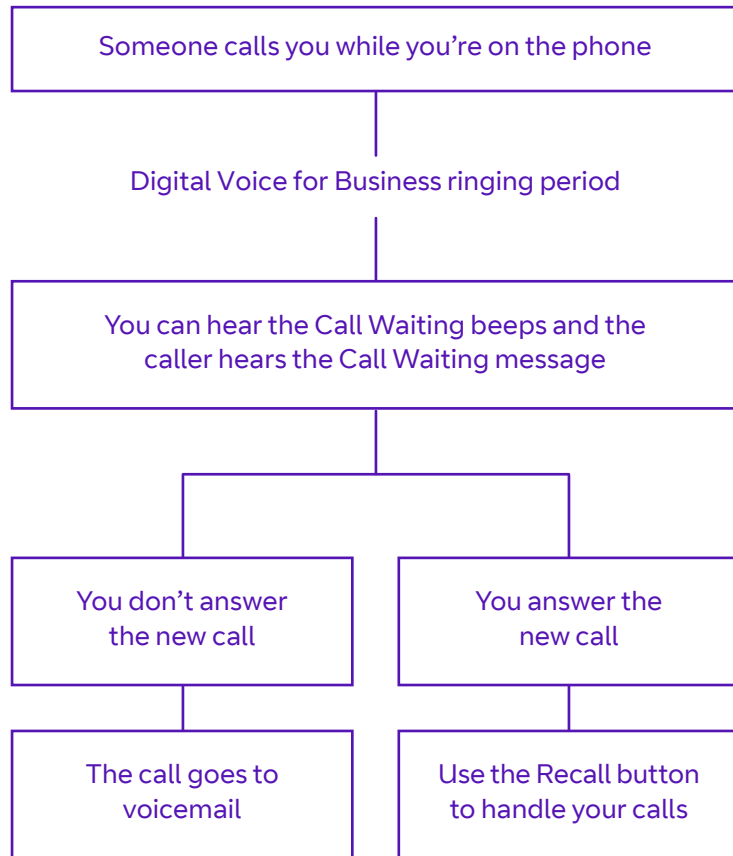 Someone calls you while you’re on the phone
Digital Voice for Business ringing period
You can hear the Call Waiting beeps and the
caller hears the Call Waiting message
You don’t answer
the new call
You answer the
new call
The call goes to
voicemail
Use the Recall button
to handle your calls